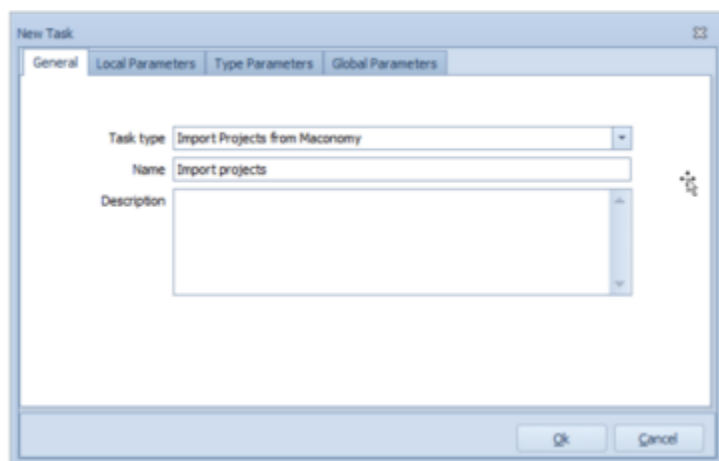 New Task
General Local Parameters Type Parameters Global Parameters
Task type Import Projects from Maconomy
Name Import projects
Description
Ok Cancel